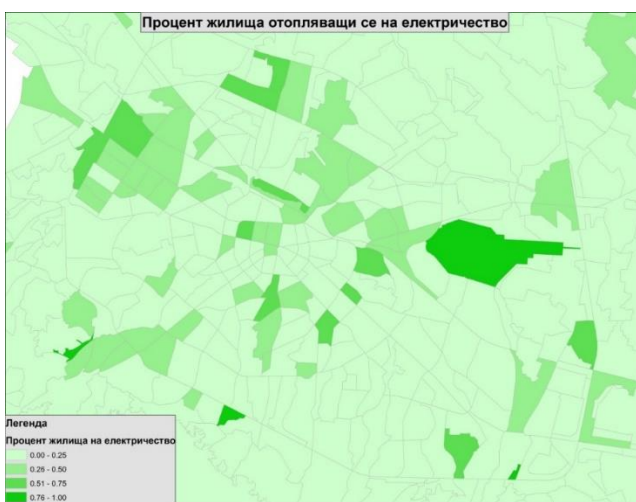 Процент жилища отопляващи се на електричество
Легенда
Процент жилища на електричество
0.00 - 0.25
0.26 - 0.50
0.51 - 0.75
0.76 - 1.00